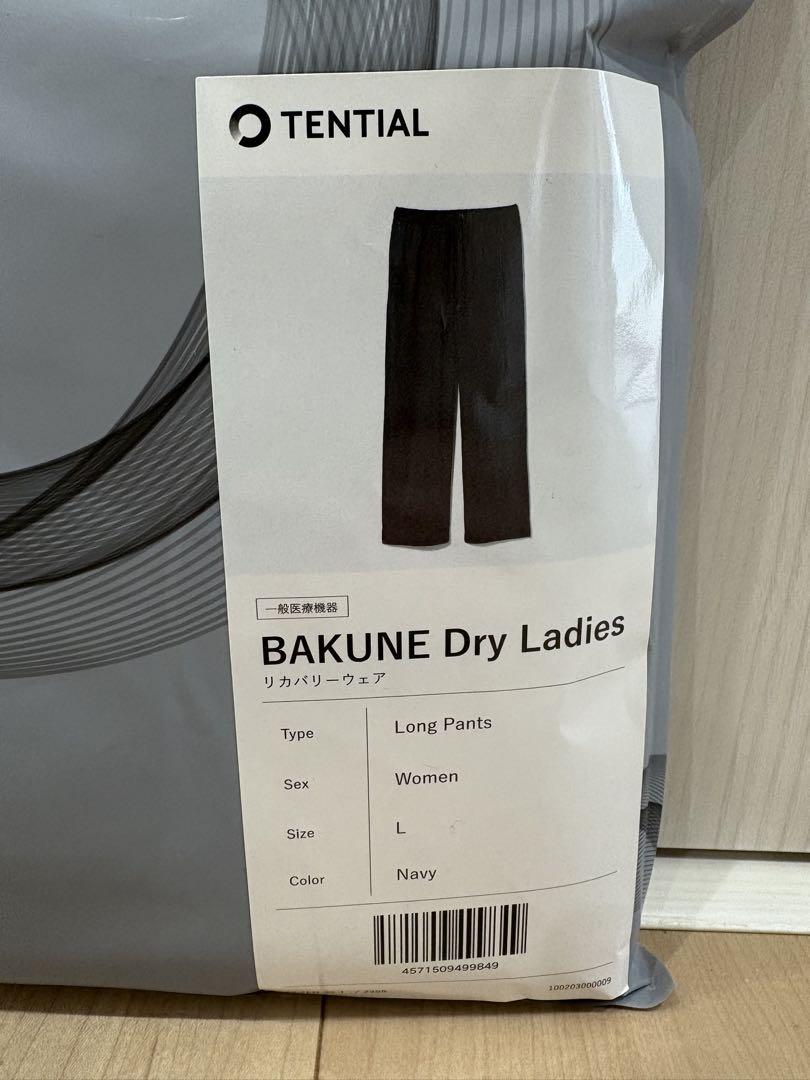 TENTIAL
一般医療機器
BAKUNE Dry Ladies
リカバリーウェア
Type Long Pants
Sex Women
Size L
Color Navy
4571509499849
100203000009